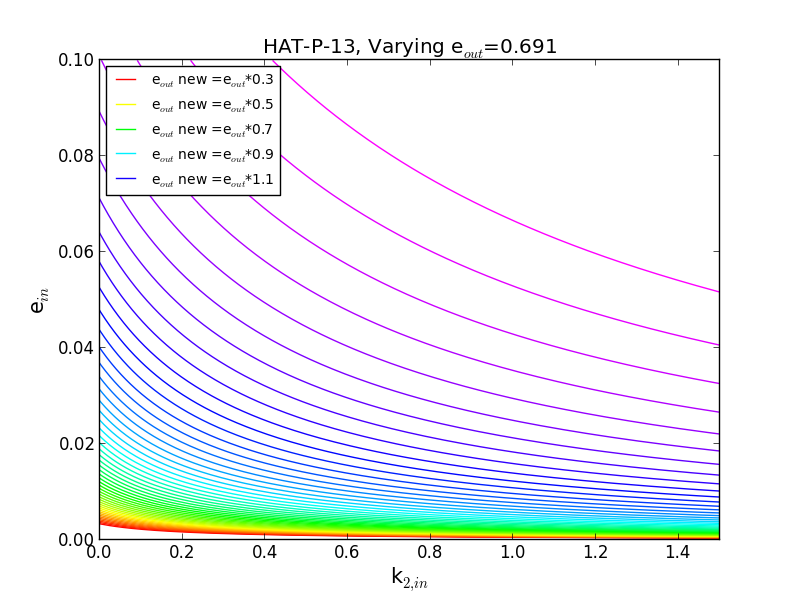 HAT-P-13, Varying e_out=0.691
0.10
0.08
0.06
0.04
0.02
0.00
e_in
e_out new =e_out*0.3
e_out new =e_out*0.5
e_out new =e_out*0.7
e_out new =e_out*0.9
e_out new =e_out*1.1
0.0 0.2 0.4 0.6 0.8 1.0 1.2 1.4
k_2,in